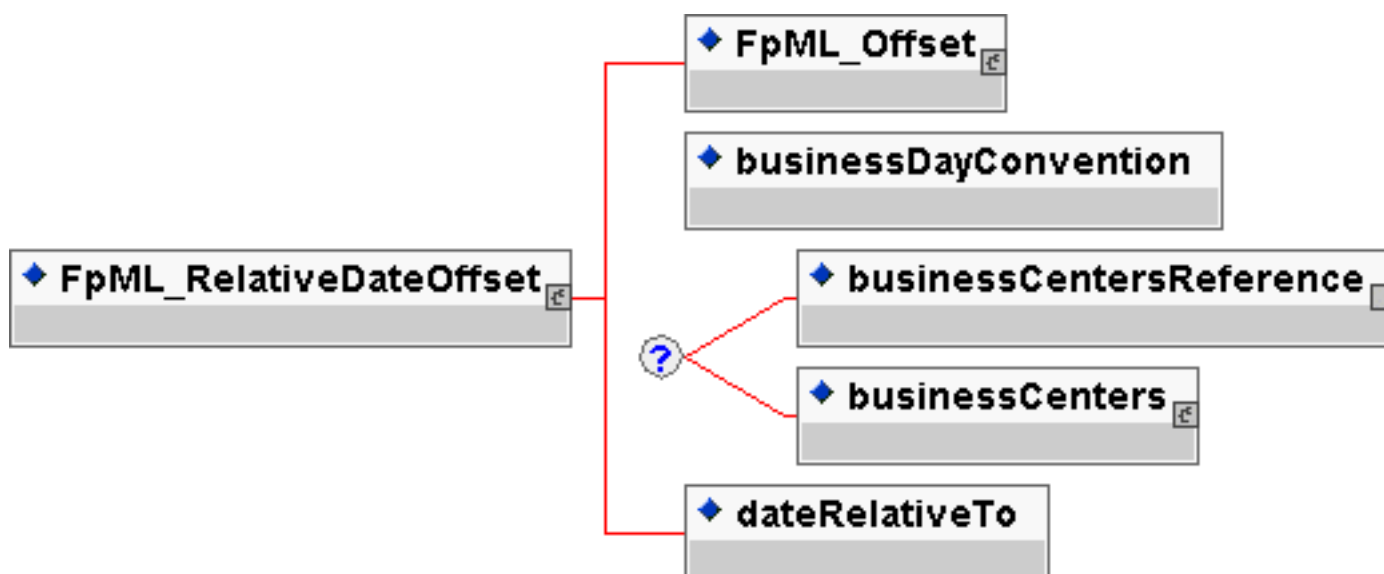 FpML_Offset
businessDayConvention
FpML_RelativeDateOffset
businessCentersReference
?
businessCenters
dateRelativeTo